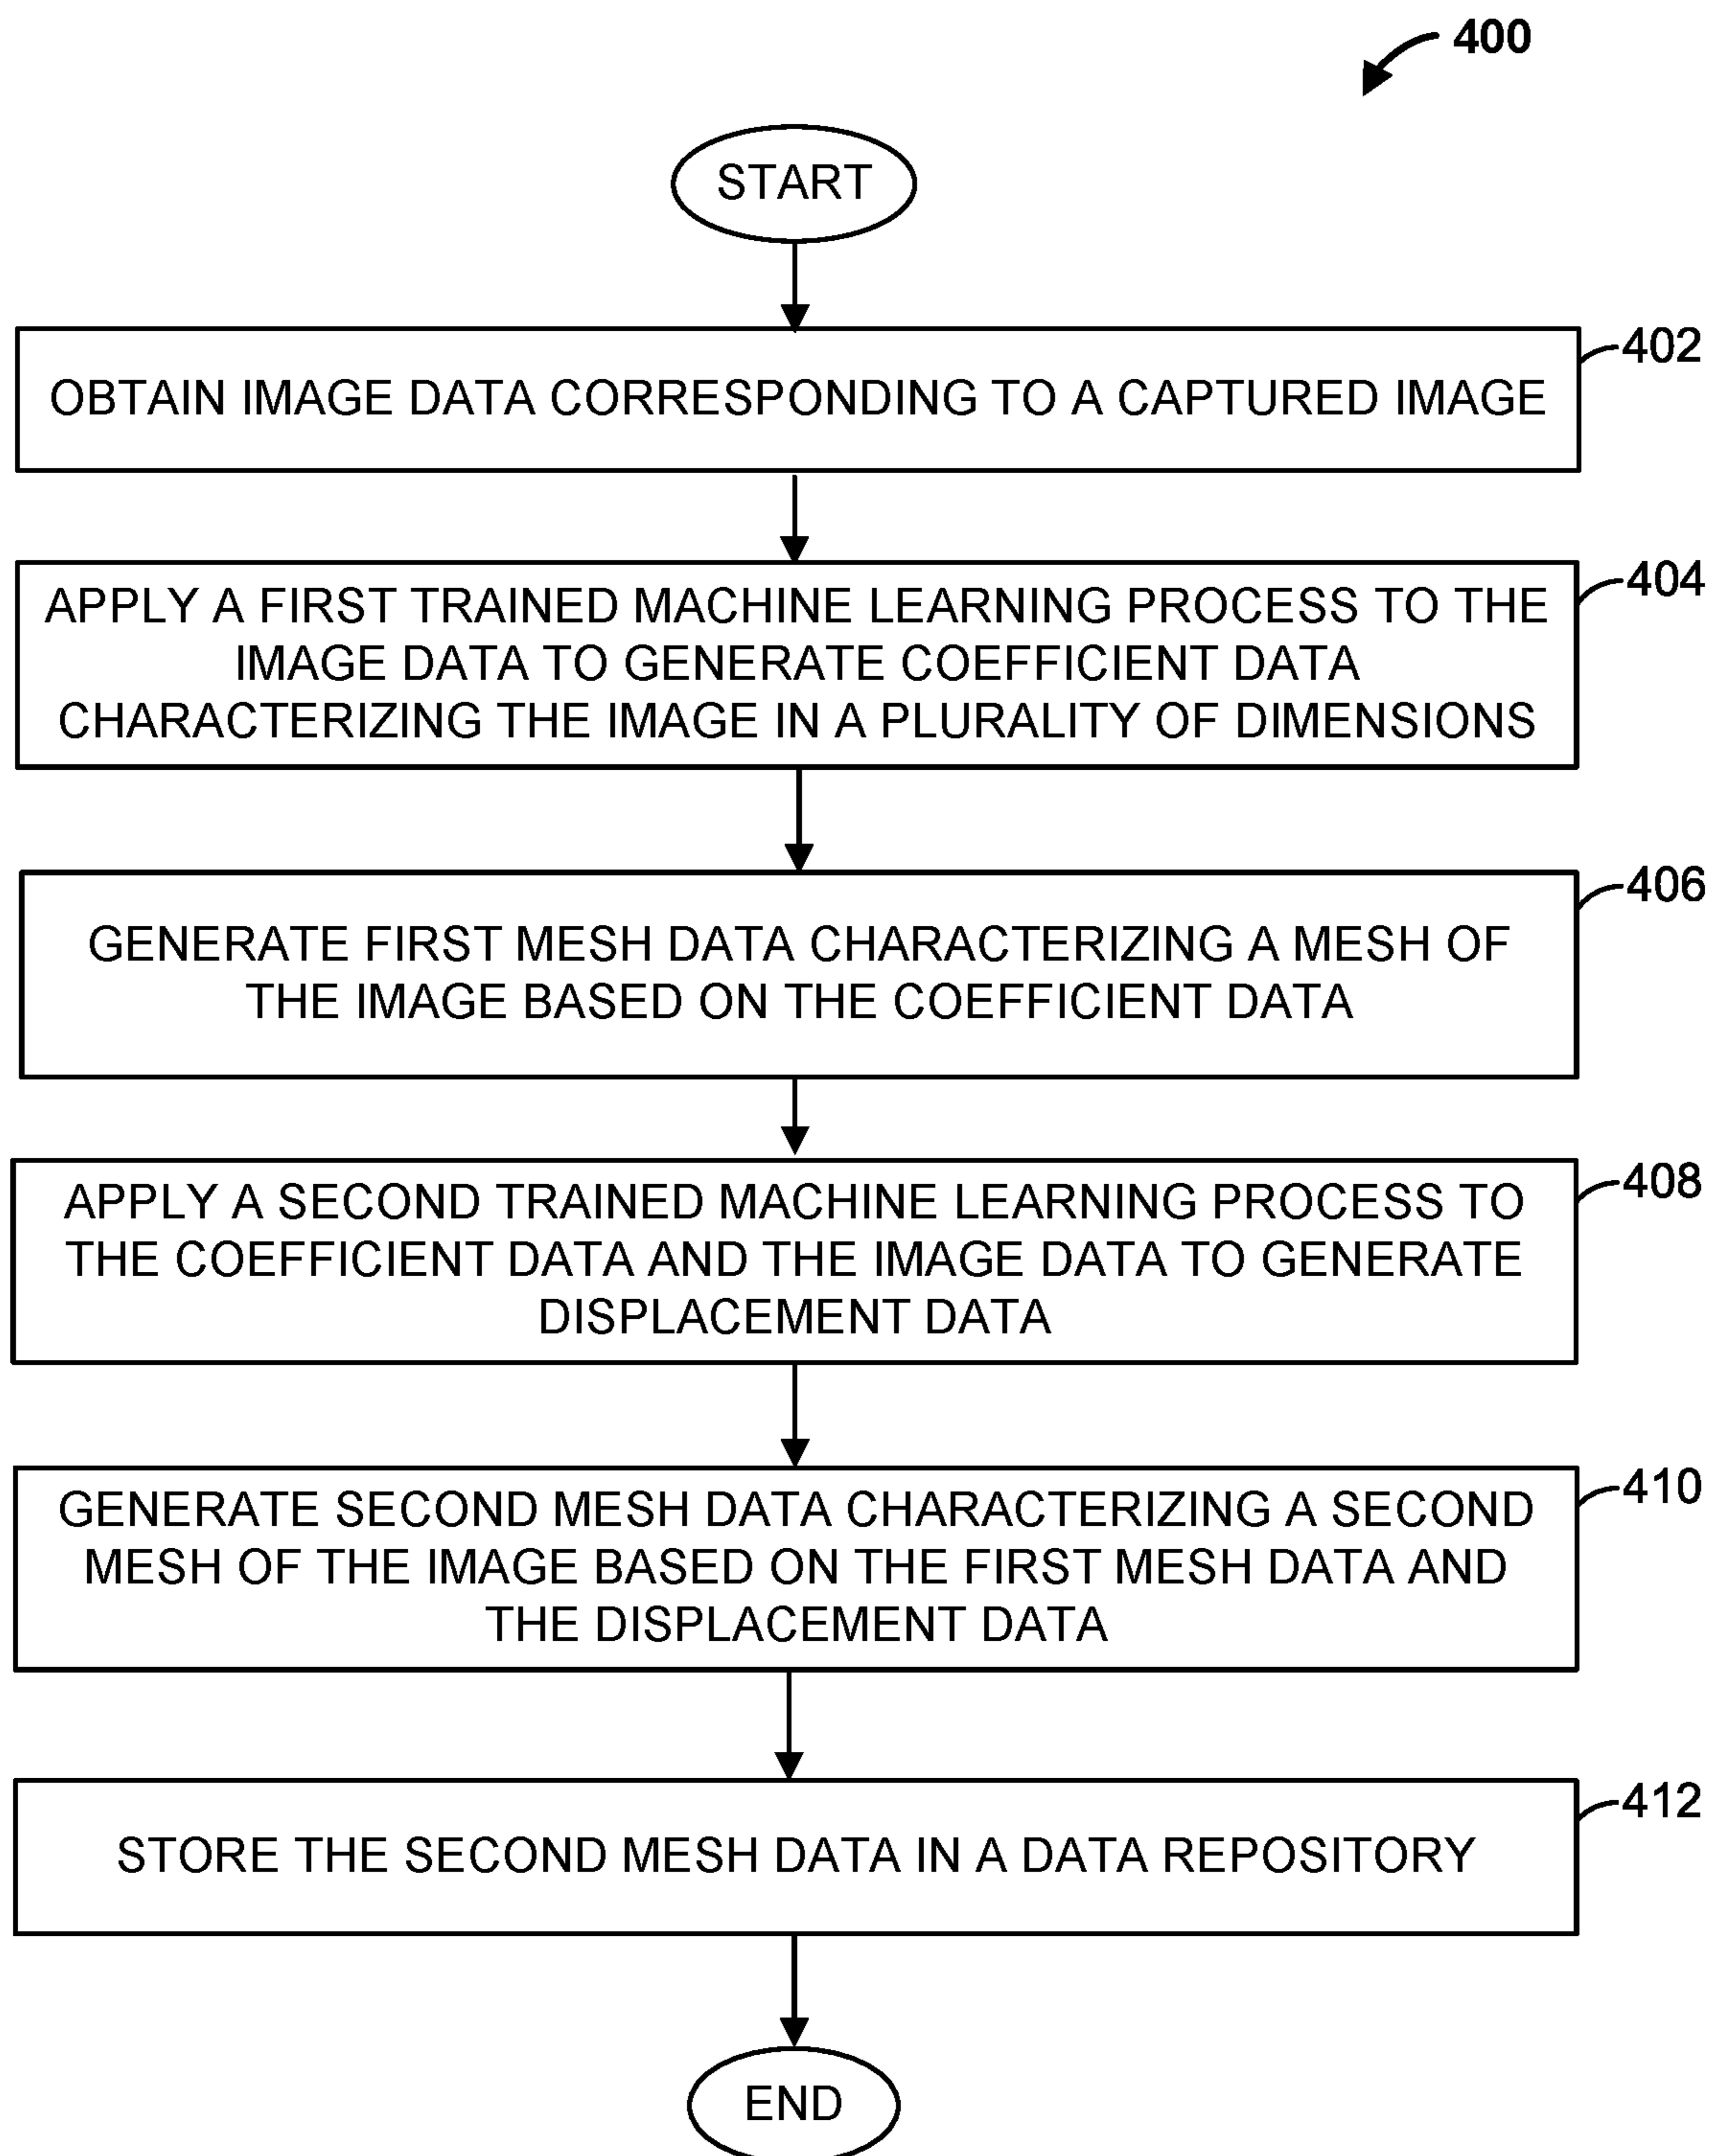 400
START
402
OBTAIN IMAGE DATA CORRESPONDING TO A CAPTURED IMAGE
404
APPLY A FIRST TRAINED MACHINE LEARNING PROCESS TO THE
IMAGE DATA TO GENERATE COEFFICIENT DATA
CHARACTERIZING THE IMAGE IN A PLURALITY OF DIMENSIONS
406
GENERATE FIRST MESH DATA CHARACTERIZING A MESH OF
THE IMAGE BASED ON THE COEFFICIENT DATA
408
APPLY A SECOND TRAINED MACHINE LEARNING PROCESS TO
THE COEFFICIENT DATA AND THE IMAGE DATA TO GENERATE
DISPLACEMENT DATA
410
GENERATE SECOND MESH DATA CHARACTERIZING A SECOND
MESH OF THE IMAGE BASED ON THE FIRST MESH DATA AND
THE DISPLACEMENT DATA
412
STORE THE SECOND MESH DATA IN A DATA REPOSITORY
END